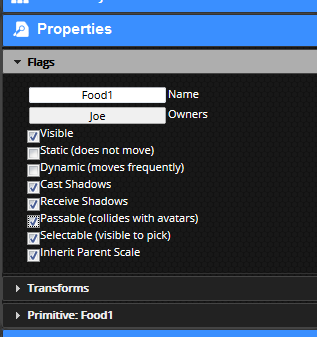 Properties
Flags
Food1 Name
Joe Owners
Visible
Static (does not move)
Dynamic (moves frequently)
Cast Shadows
Receive Shadows
Passable (collides with avatars)
Selectable (visible to pick)
Inherit Parent Scale
Transforms
Primitive: Food1